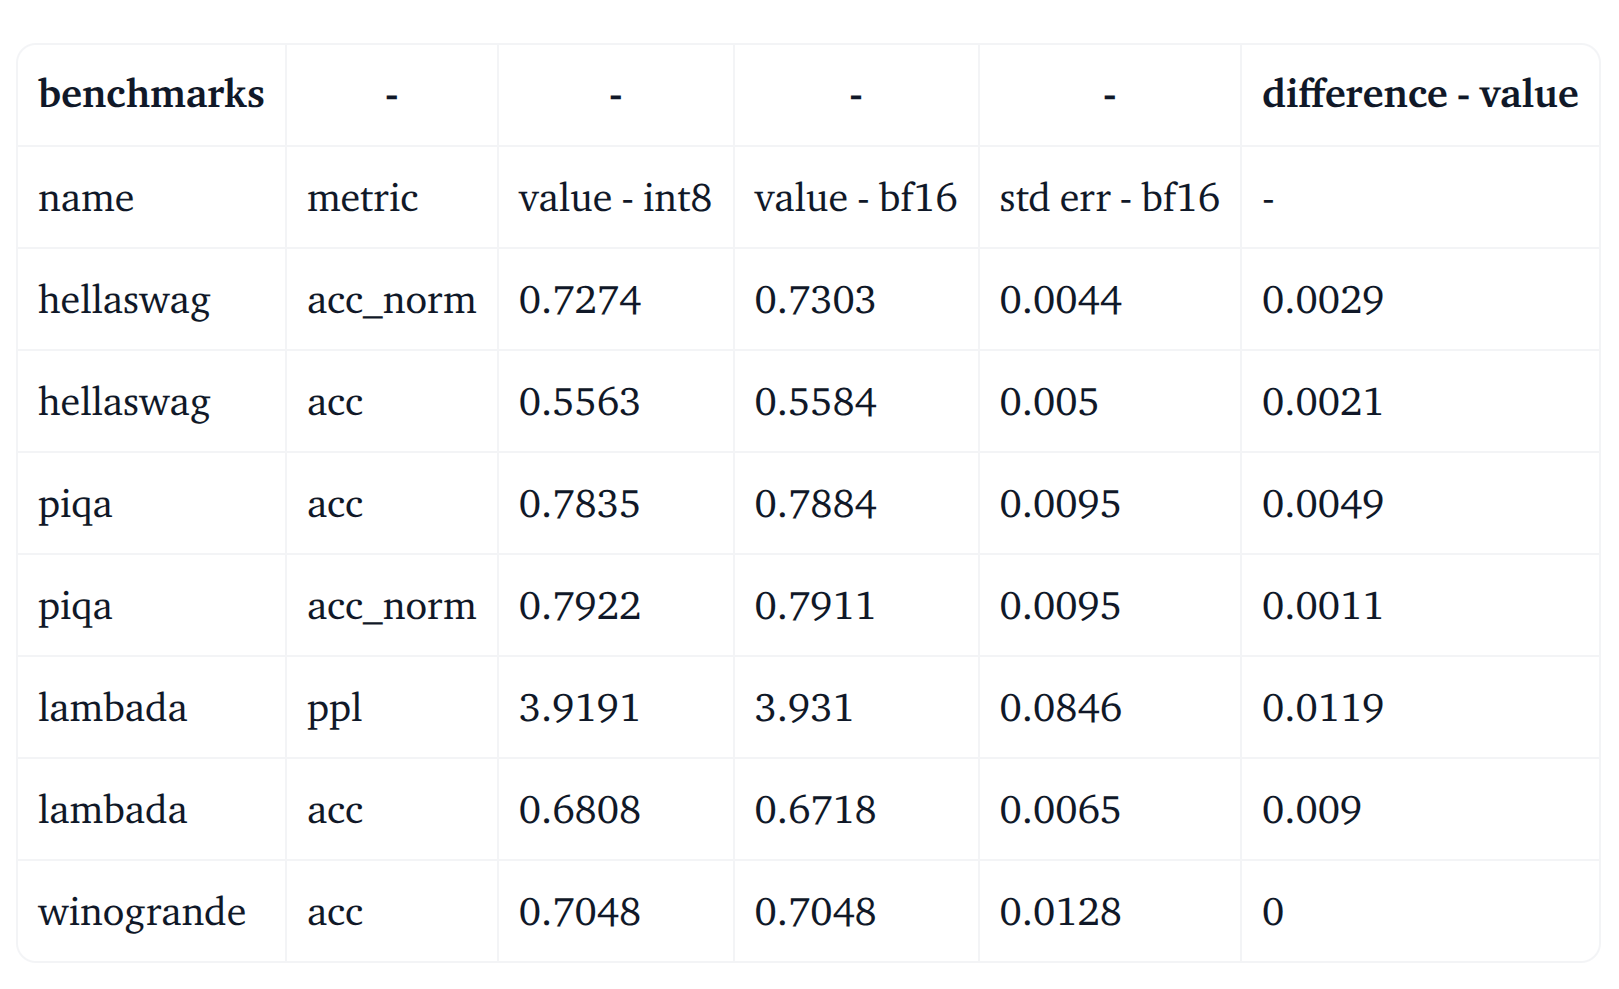 benchmarks - - - - difference - value
name metric value - int8 value - bf16 std err - bf16 -
hellaswag acc_norm 0.7274 0.7303 0.0044 0.0029
hellaswag acc 0.5563 0.5584 0.005 0.0021
piqa acc 0.7835 0.7884 0.0095 0.0049
piqa acc_norm 0.7922 0.7911 0.0095 0.0011
lambada ppl 3.9191 3.931 0.0846 0.0119
lambada acc 0.6808 0.6718 0.0065 0.009
winogrande acc 0.7048 0.7048 0.0128 0